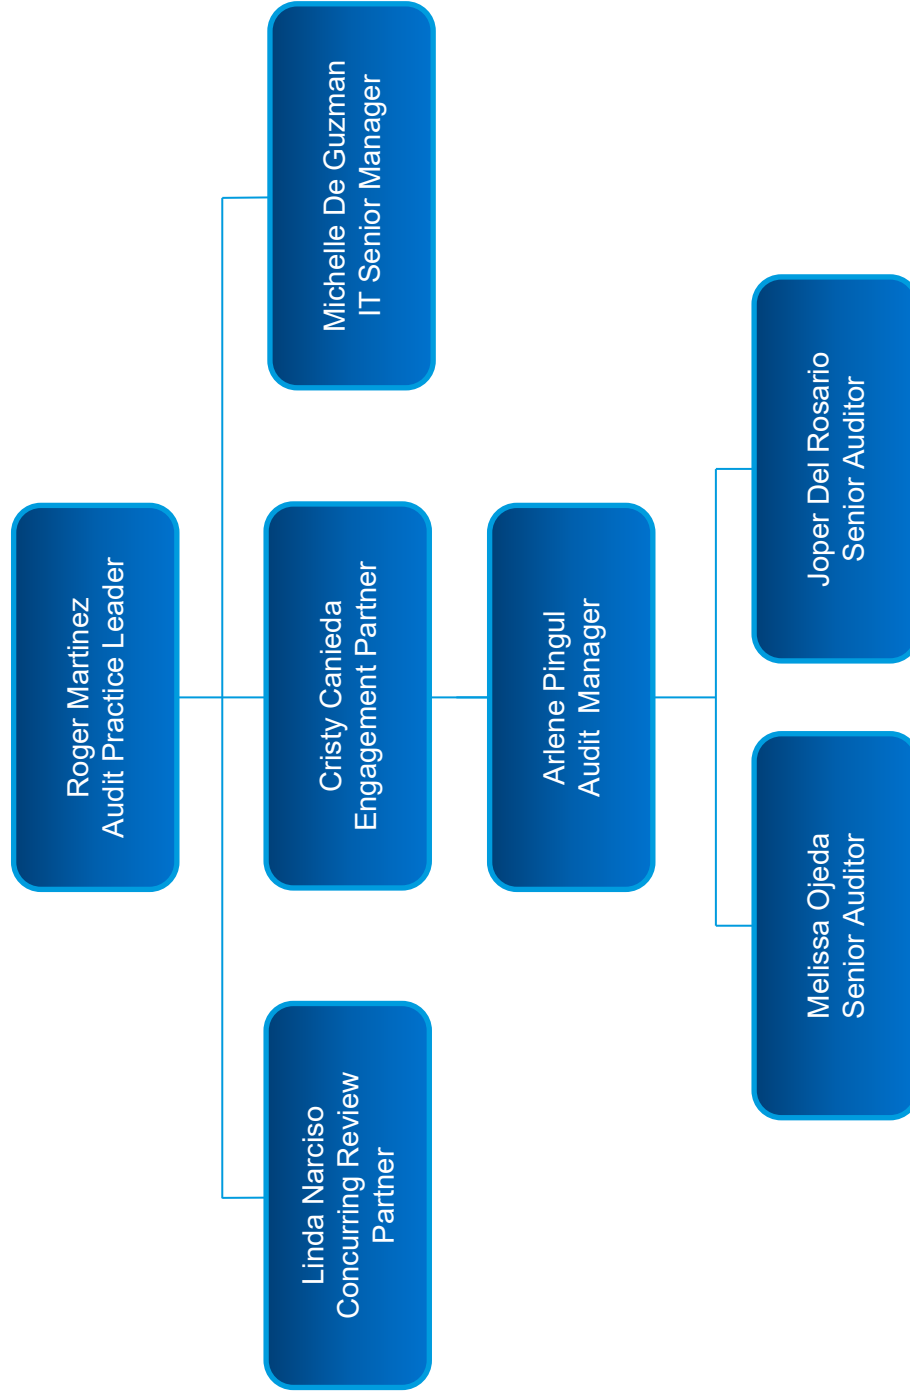 Roger Martinez
Audit Practice Leader
Linda Narciso
Concurring Review
Partner
Cristy Canieda
Engagement Partner
Michelle De Guzman
IT Senior Manager
Arlene Pingul
Audit  Manager
Melissa Ojeda
Senior Auditor
Joper Del Rosario
Senior Auditor